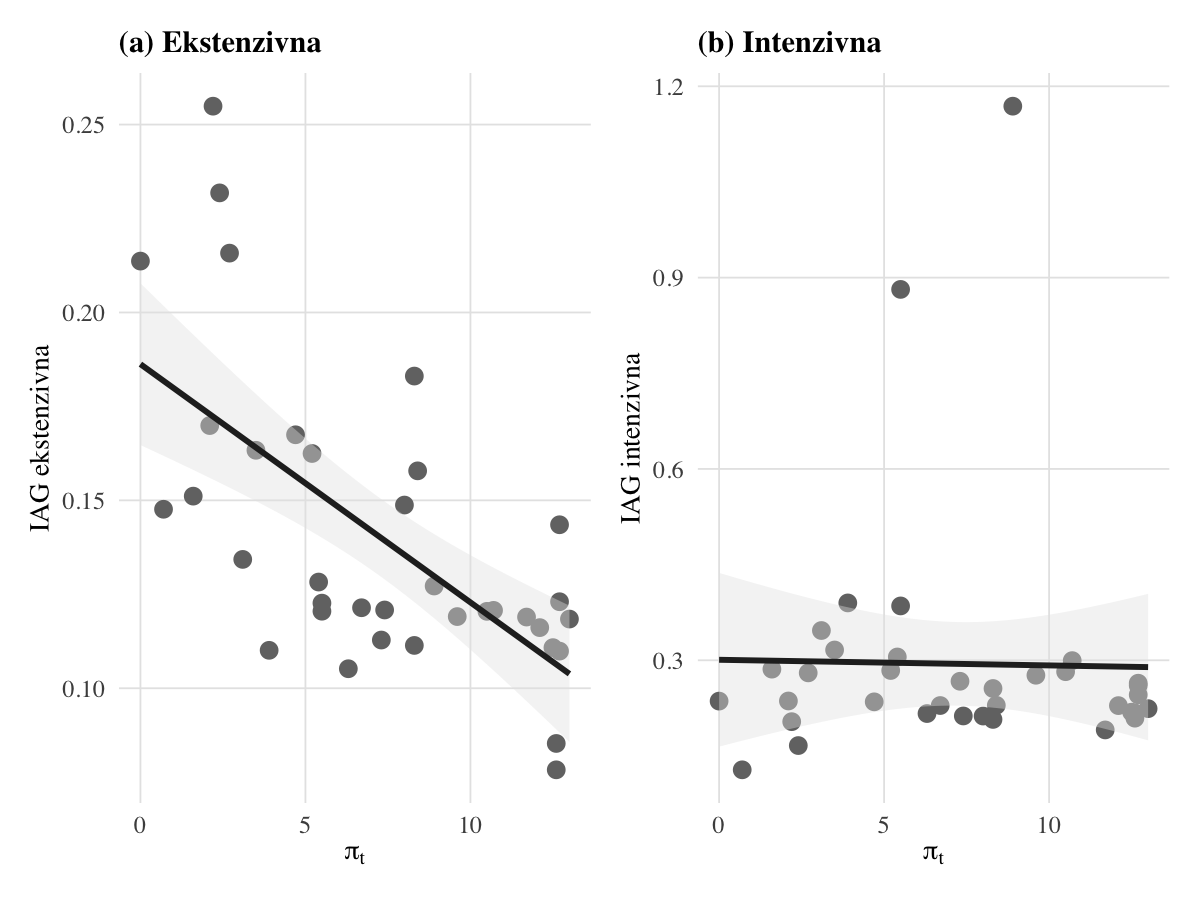 (a) Ekstenzivna
IAG ekstenzivna
0.25
0.20
0.15
0.10
0 5 10
πt
(b) Intenzivna
IAG intenzivna
1.2
0.9
0.6
0.3
0 5 10
πt